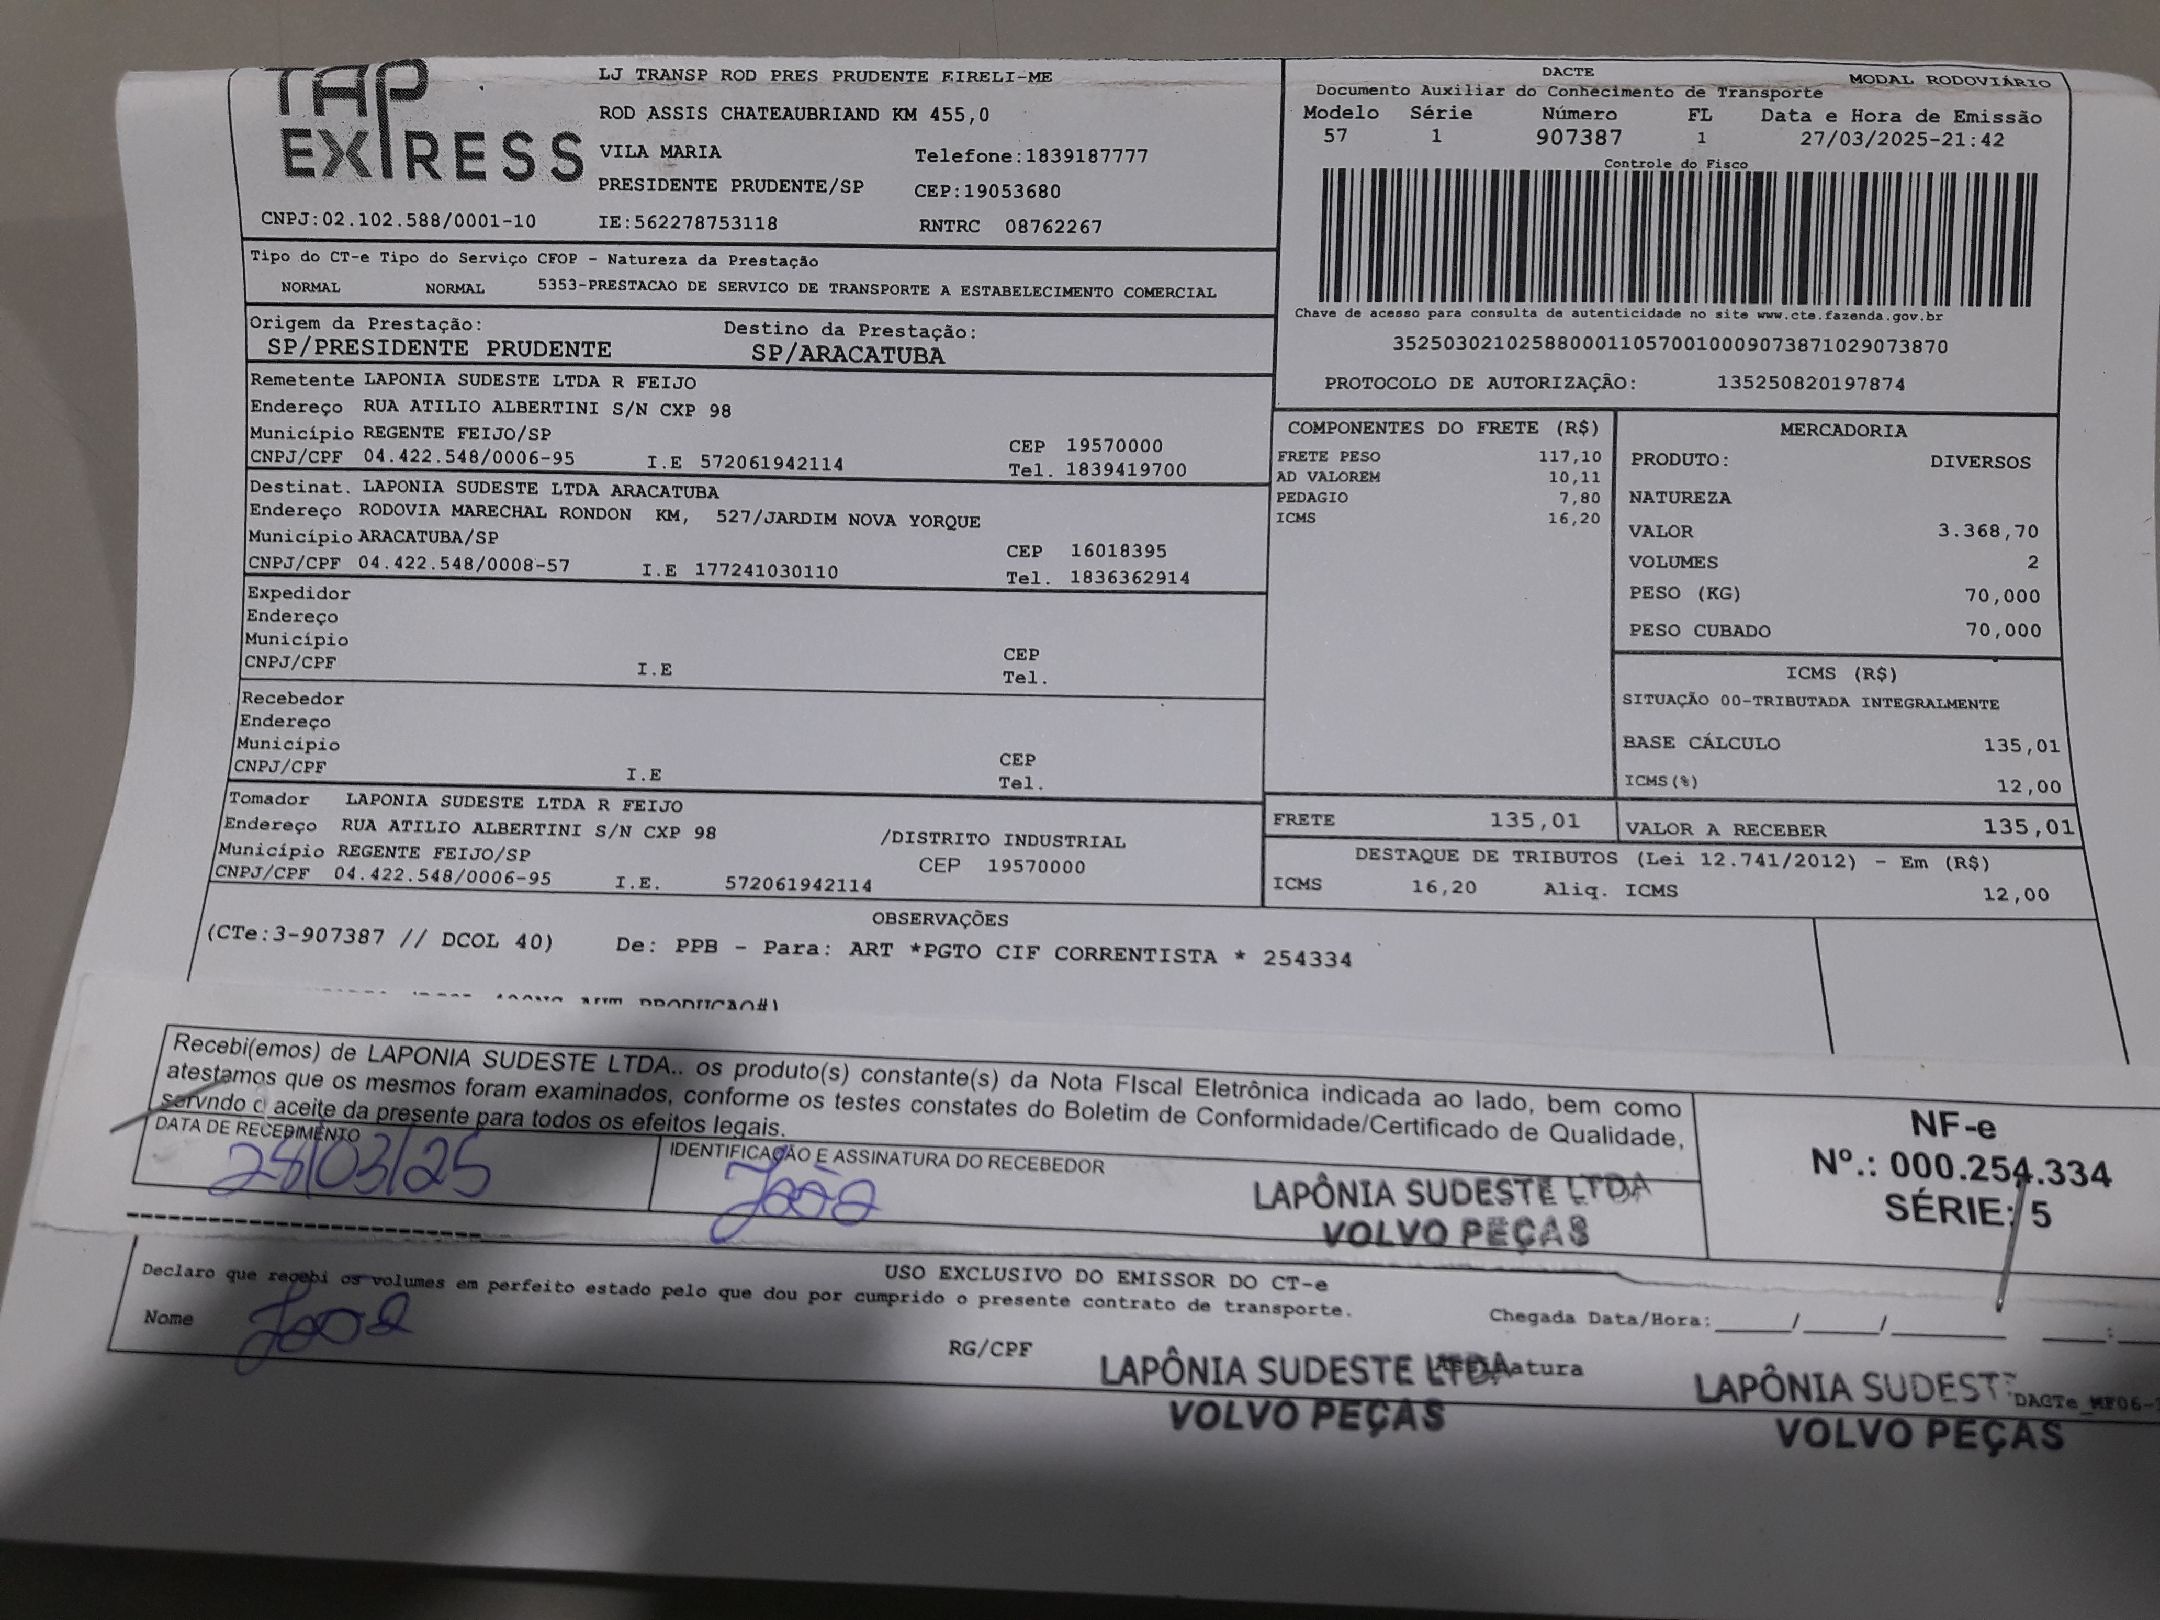 TAP EXPRESS
LJ TRANSP ROD PRES PRUDENTE EIRELI-ME
ROD ASSIS CHATEAUBRIAND KM 455,0
VILA MARIA Telefone:1839187777
PRESIDENTE PRUDENTE/SP CEP:19053680
CNPJ:02.102.588/0001-10 IE:562278753118 RNTRC 08762267
DACTE MODAL RODOVIÁRIO
Documento Auxiliar do Conhecimento de Transporte
Modelo Série Número FL Data e Hora de Emissão
57 1 907387 1 27/03/2025-21:42
Controle do Fisco
Chave de acesso para consulta de autenticidade no site www.cte.fazenda.gov.br
35250302102588000110570010009073871029073870
PROTOCOLO DE AUTORIZAÇÃO: 135250820197874
Tipo do CT-e Tipo do Serviço CFOP - Natureza da Prestação
NORMAL NORMAL 5353-PRESTACAO DE SERVICO DE TRANSPORTE A ESTABELECIMENTO COMERCIAL
Origem da Prestação: Destino da Prestação:
SP/PRESIDENTE PRUDENTE SP/ARACATUBA
Remetente LAPONIA SUDESTE LTDA R FEIJO
Endereço RUA ATILIO ALBERTINI S/N CXP 98
Município REGENTE FEIJO/SP CEP 19570000
CNPJ/CPF 04.422.548/0006-95 I.E 572061942114 Tel. 1839419700
Destinat. LAPONIA SUDESTE LTDA ARACATUBA
Endereço RODOVIA MARECHAL RONDON KM, 527/JARDIM NOVA YORQUE
Município ARACATUBA/SP CEP 16018395
CNPJ/CPF 04.422.548/0008-57 I.E 177241030110 Tel. 1836362914
Expedidor
Endereço
Município CEP
CNPJ/CPF I.E Tel.
Recebedor
Endereço
Município CEP
CNPJ/CPF I.E Tel.
Tomador LAPONIA SUDESTE LTDA R FEIJO
Endereço RUA ATILIO ALBERTINI S/N CXP 98 /DISTRITO INDUSTRIAL
Município REGENTE FEIJO/SP CEP 19570000
CNPJ/CPF 04.422.548/0006-95 I.E. 572061942114
COMPONENTES DO FRETE (R$)
FRETE PESO 117,10
AD VALOREM 10,11
PEDAGIO 7,80
ICMS 16,20
MERCADORIA
PRODUTO: DIVERSOS
NATUREZA
VALOR 3.368,70
VOLUMES 2
PESO (KG) 70,000
PESO CUBADO 70,000
ICMS (R$)
SITUAÇÃO 00-TRIBUTADA INTEGRALMENTE
BASE CÁLCULO 135,01
ICMS(%) 12,00
FRETE 135,01 VALOR A RECEBER 135,01
DESTAQUE DE TRIBUTOS (Lei 12.741/2012) - Em (R$)
ICMS 16,20 Aliq. ICMS 12,00
OBSERVAÇÕES
(CTe:3-907387 // DCOL 40) De: PPB - Para: ART *PGTO CIF CORRENTISTA * 254334
Recebi(emos) de LAPONIA SUDESTE LTDA.. os produto(s) constante(s) da Nota FIscal Eletrônica indicada ao lado, bem como
atestamos que os mesmos foram examinados, conforme os testes constates do Boletim de Conformidade/Certificado de Qualidade,
servndo o aceite da presente para todos os efeitos legais.
DATA DE RECEBIMENTO IDENTIFICAÇÃO E ASSINATURA DO RECEBEDOR
28/03/25 João
LAPÔNIA SUDESTE LTDA
VOLVO PEÇAS
NF-e
Nº.: 000.254.334
SÉRIE: 5
USO EXCLUSIVO DO EMISSOR DO CT-e
Declaro que recebi os volumes em perfeito estado pelo que dou por cumprido o presente contrato de transporte.
Nome João RG/CPF Assinatura Chegada Data/Hora:____/____/______ ___:
LAPÔNIA SUDESTE LTDA
VOLVO PEÇAS
LAPÔNIA SUDESTE
VOLVO PEÇAS